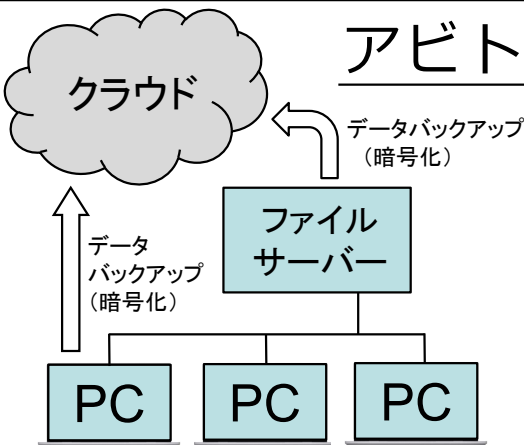 アビト
クラウド
データバックアップ
（暗号化）
ファイル
サーバー
データ
バックアップ
（暗号化）
PC
PC
PC